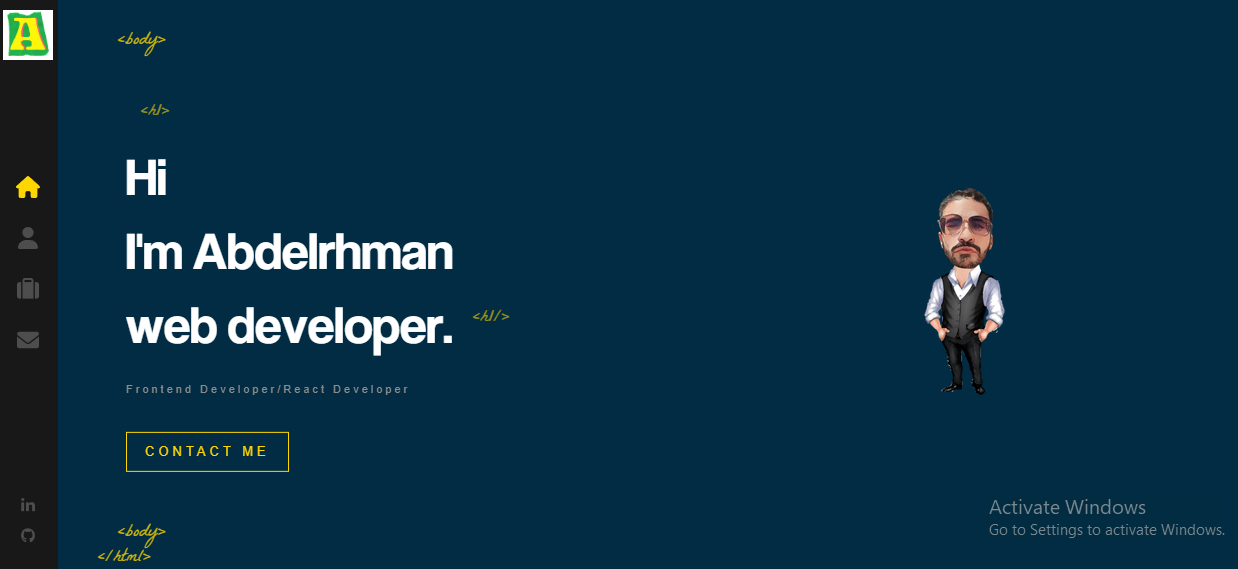 A
<body>
<h1>
Hi
I'm Abdelrhman
web developer.
<h1/>
Frontend Developer/React Developer
CONTACT ME
in
Activate Windows
Go to Settings to activate Windows.
<body>
</html>